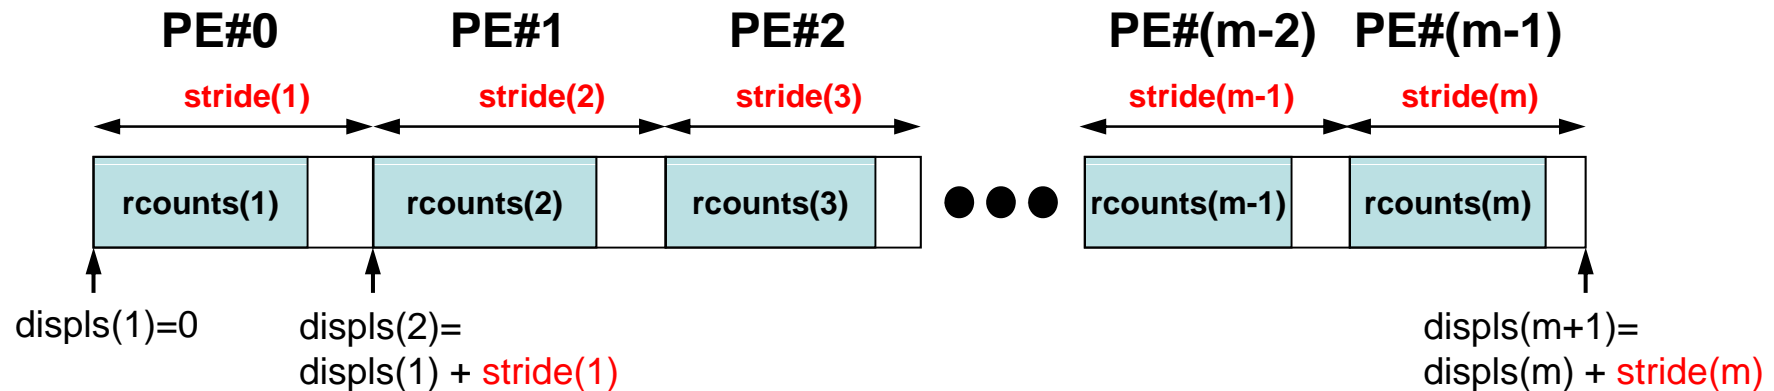 PE#0 PE#1 PE#2 PE#(m-2) PE#(m-1)
stride(1) stride(2) stride(3) stride(m-1) stride(m)
rcounts(1) rcounts(2) rcounts(3) rcounts(m-1) rcounts(m)
displs(1)=0 displs(2)= displs(m+1)=
displs(1) + stride(1) displs(m) + stride(m)